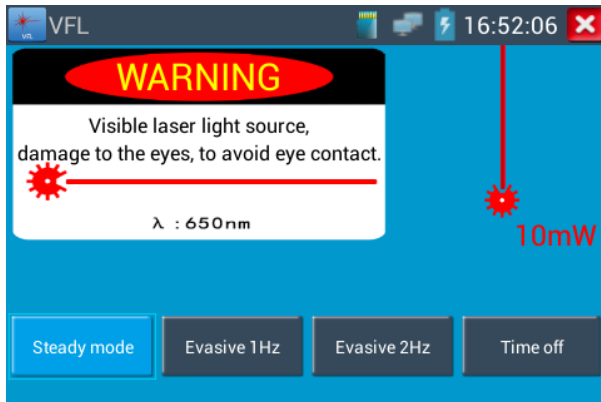 VFL
VFL
16:52:06
WARNING
Visible laser light source,
damage to the eyes, to avoid eye contact.
λ :650nm
10mW
Steady mode
Evasive 1Hz
Evasive 2Hz
Time off